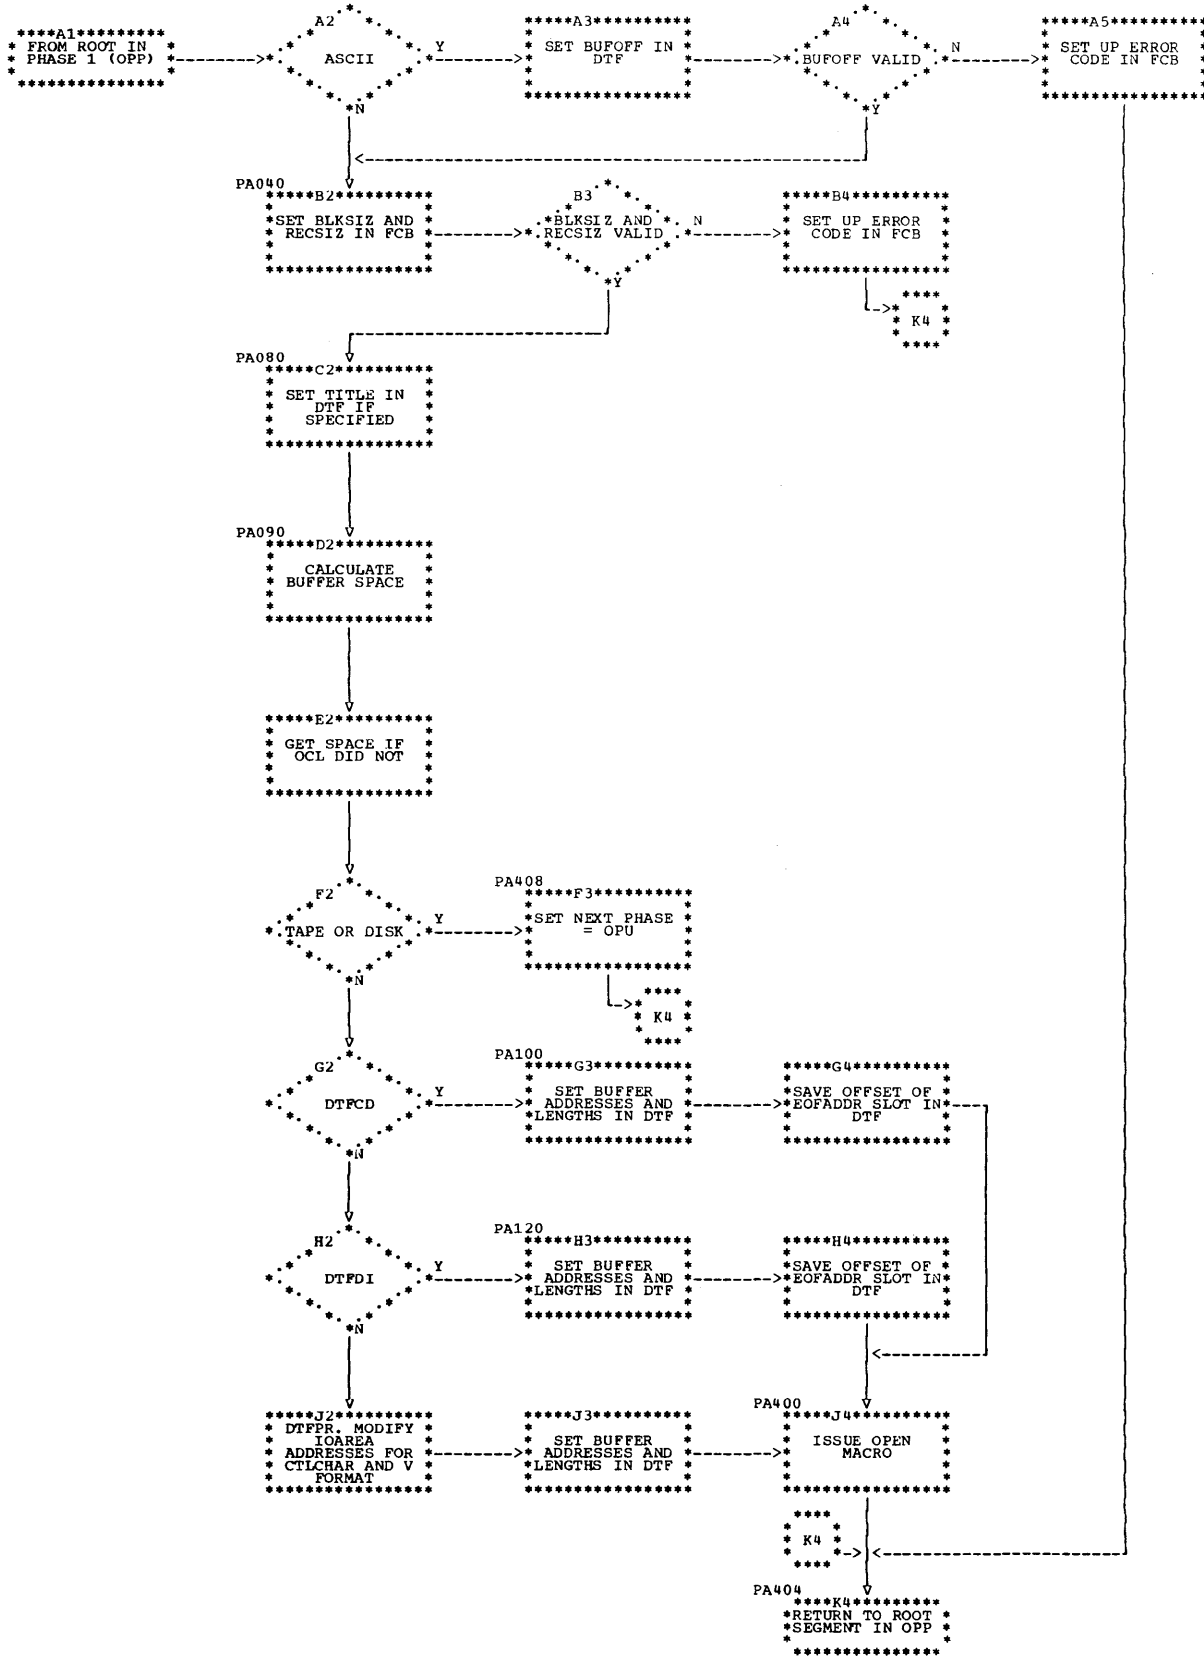 A1
FROM ROOT IN
PHASE 1 (OPP)
A2
ASCII
Y
N
A3
SET BUFOFF IN
DTF
A4
BUFOFF VALID
N
Y
A5
SET UP ERROR
CODE IN FCB
PA040
B2
SET BLKSIZ AND
RECSIZ IN FCB
B3
BLKSIZ AND
RECSIZ VALID
N
Y
B4
SET UP ERROR
CODE IN FCB
K4
PA080
C2
SET TITLE IN
DTF IF
SPECIFIED
PA090
D2
CALCULATE
BUFFER SPACE
E2
GET SPACE IF
OCL DID NOT
F2
TAPE OR DISK
Y
N
PA408
F3
SET NEXT PHASE
= OPU
K4
G2
DTFCD
Y
N
PA100
G3
SET BUFFER
ADDRESSES AND
LENGTHS IN DTF
G4
SAVE OFFSET OF
EOFADDR SLOT IN
DTF
H2
DTFDI
Y
N
PA120
H3
SET BUFFER
ADDRESSES AND
LENGTHS IN DTF
H4
SAVE OFFSET OF
EOFADDR SLOT IN
DTF
J2
DTFPR. MODIFY
IOAREA
ADDRESSES FOR
CTLCHAR AND V
FORMAT
J3
SET BUFFER
ADDRESSES AND
LENGTHS IN DTF
PA400
J4
ISSUE OPEN
MACRO
K4
PA404
K4
RETURN TO ROOT
SEGMENT IN OPP